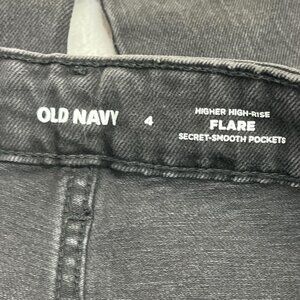 OLD NAVY
4
HIGHER HIGH-RISE
FLARE
SECRET-SMOOTH POCKETS